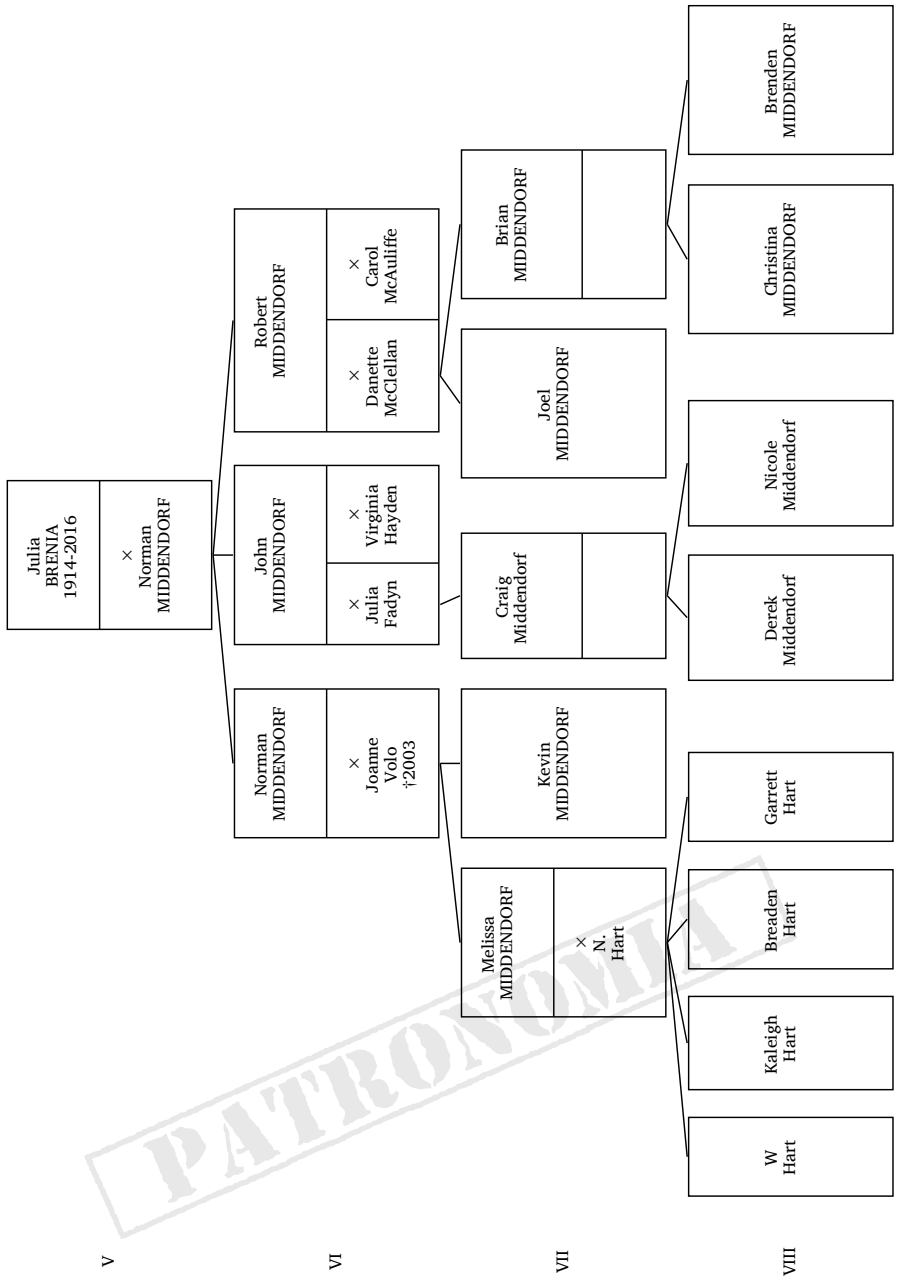 V
Julia
BRENIA
1914-2016
×
Norman
MIDDENDORF
VI
Norman
MIDDENDORF
×
Joanne
Volo
†2003
John
MIDDENDORF
×
Julia
Fadyn
×
Virginia
Hayden
Robert
MIDDENDORF
×
Danette
McClellan
×
Carol
McAuliffe
VII
Melissa
MIDDENDORF
×
N.
Hart
Kevin
MIDDENDORF
Craig
Middendorf
Joel
MIDDENDORF
Brian
MIDDENDORF
VIII
W
Hart
Kaleigh
Hart
Breaden
Hart
Garrett
Hart
Derek
Middendorf
Nicole
Middendorf
Christina
MIDDENDORF
Brenden
MIDDENDORF
PATRONOMIA